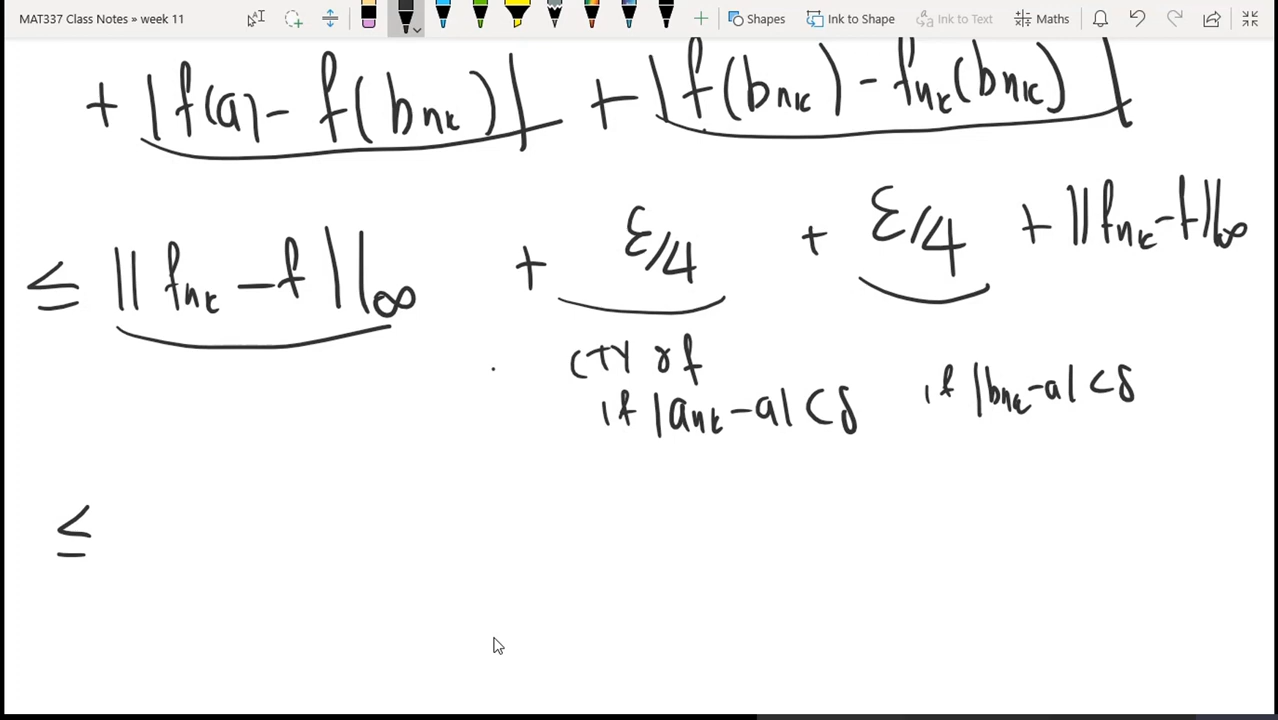 MAT337 Class Notes » week 11 Shapes Ink to Shape Ink to Text Maths
+ |f(a) - f(b_{n_k})| + |f(b_{n_k}) - f_{n_k}(b_{n_k})|
≤ ||f_{n_k} - f||_∞ + ε/4 + ε/4 + ||f_{n_k} - f||_∞
CTY of f
if |a_{n_k} - a| < δ if |b_{n_k} - a| < δ
≤